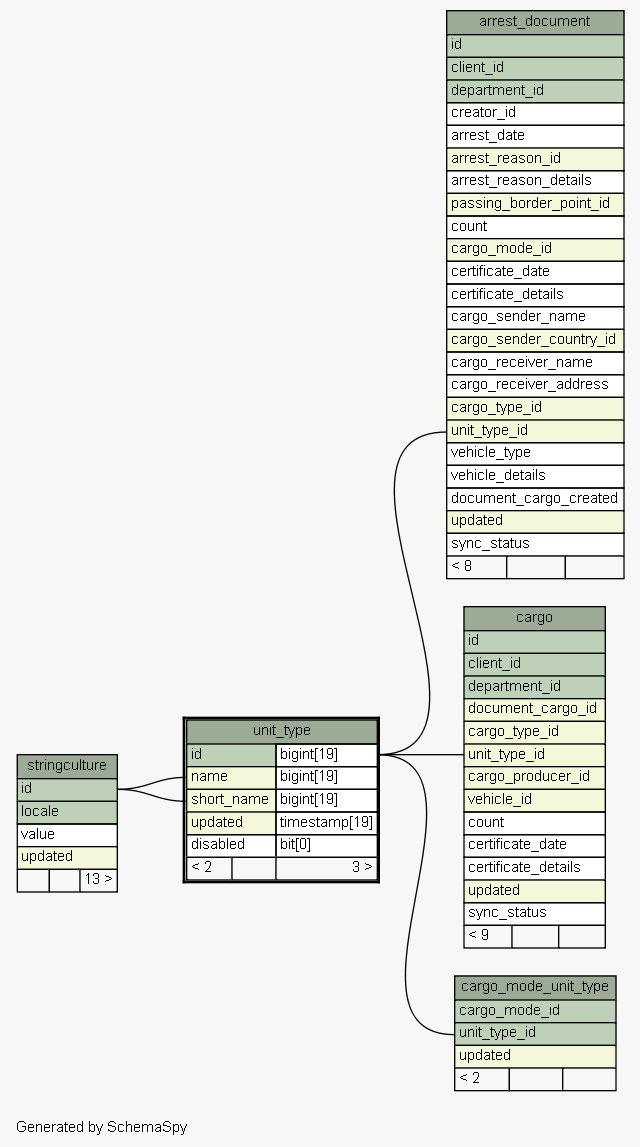 arrest_document
id
client_id
department_id
creator_id
arrest_date
arrest_reason_id
arrest_reason_details
passing_border_point_id
count
cargo_mode_id
certificate_date
certificate_details
cargo_sender_name
cargo_sender_country_id
cargo_receiver_name
cargo_receiver_address
cargo_type_id
unit_type_id
vehicle_type
vehicle_details
document_cargo_created
updated
sync_status
< 8
cargo
id
client_id
department_id
document_cargo_id
cargo_type_id
unit_type_id
cargo_producer_id
vehicle_id
count
certificate_date
certificate_details
updated
sync_status
< 9
unit_type
id bigint[19]
name bigint[19]
short_name bigint[19]
updated timestamp[19]
disabled bit[0]
< 2 3 >
stringculture
id
locale
value
updated
13 >
cargo_mode_unit_type
cargo_mode_id
unit_type_id
updated
< 2
Generated by SchemaSpy